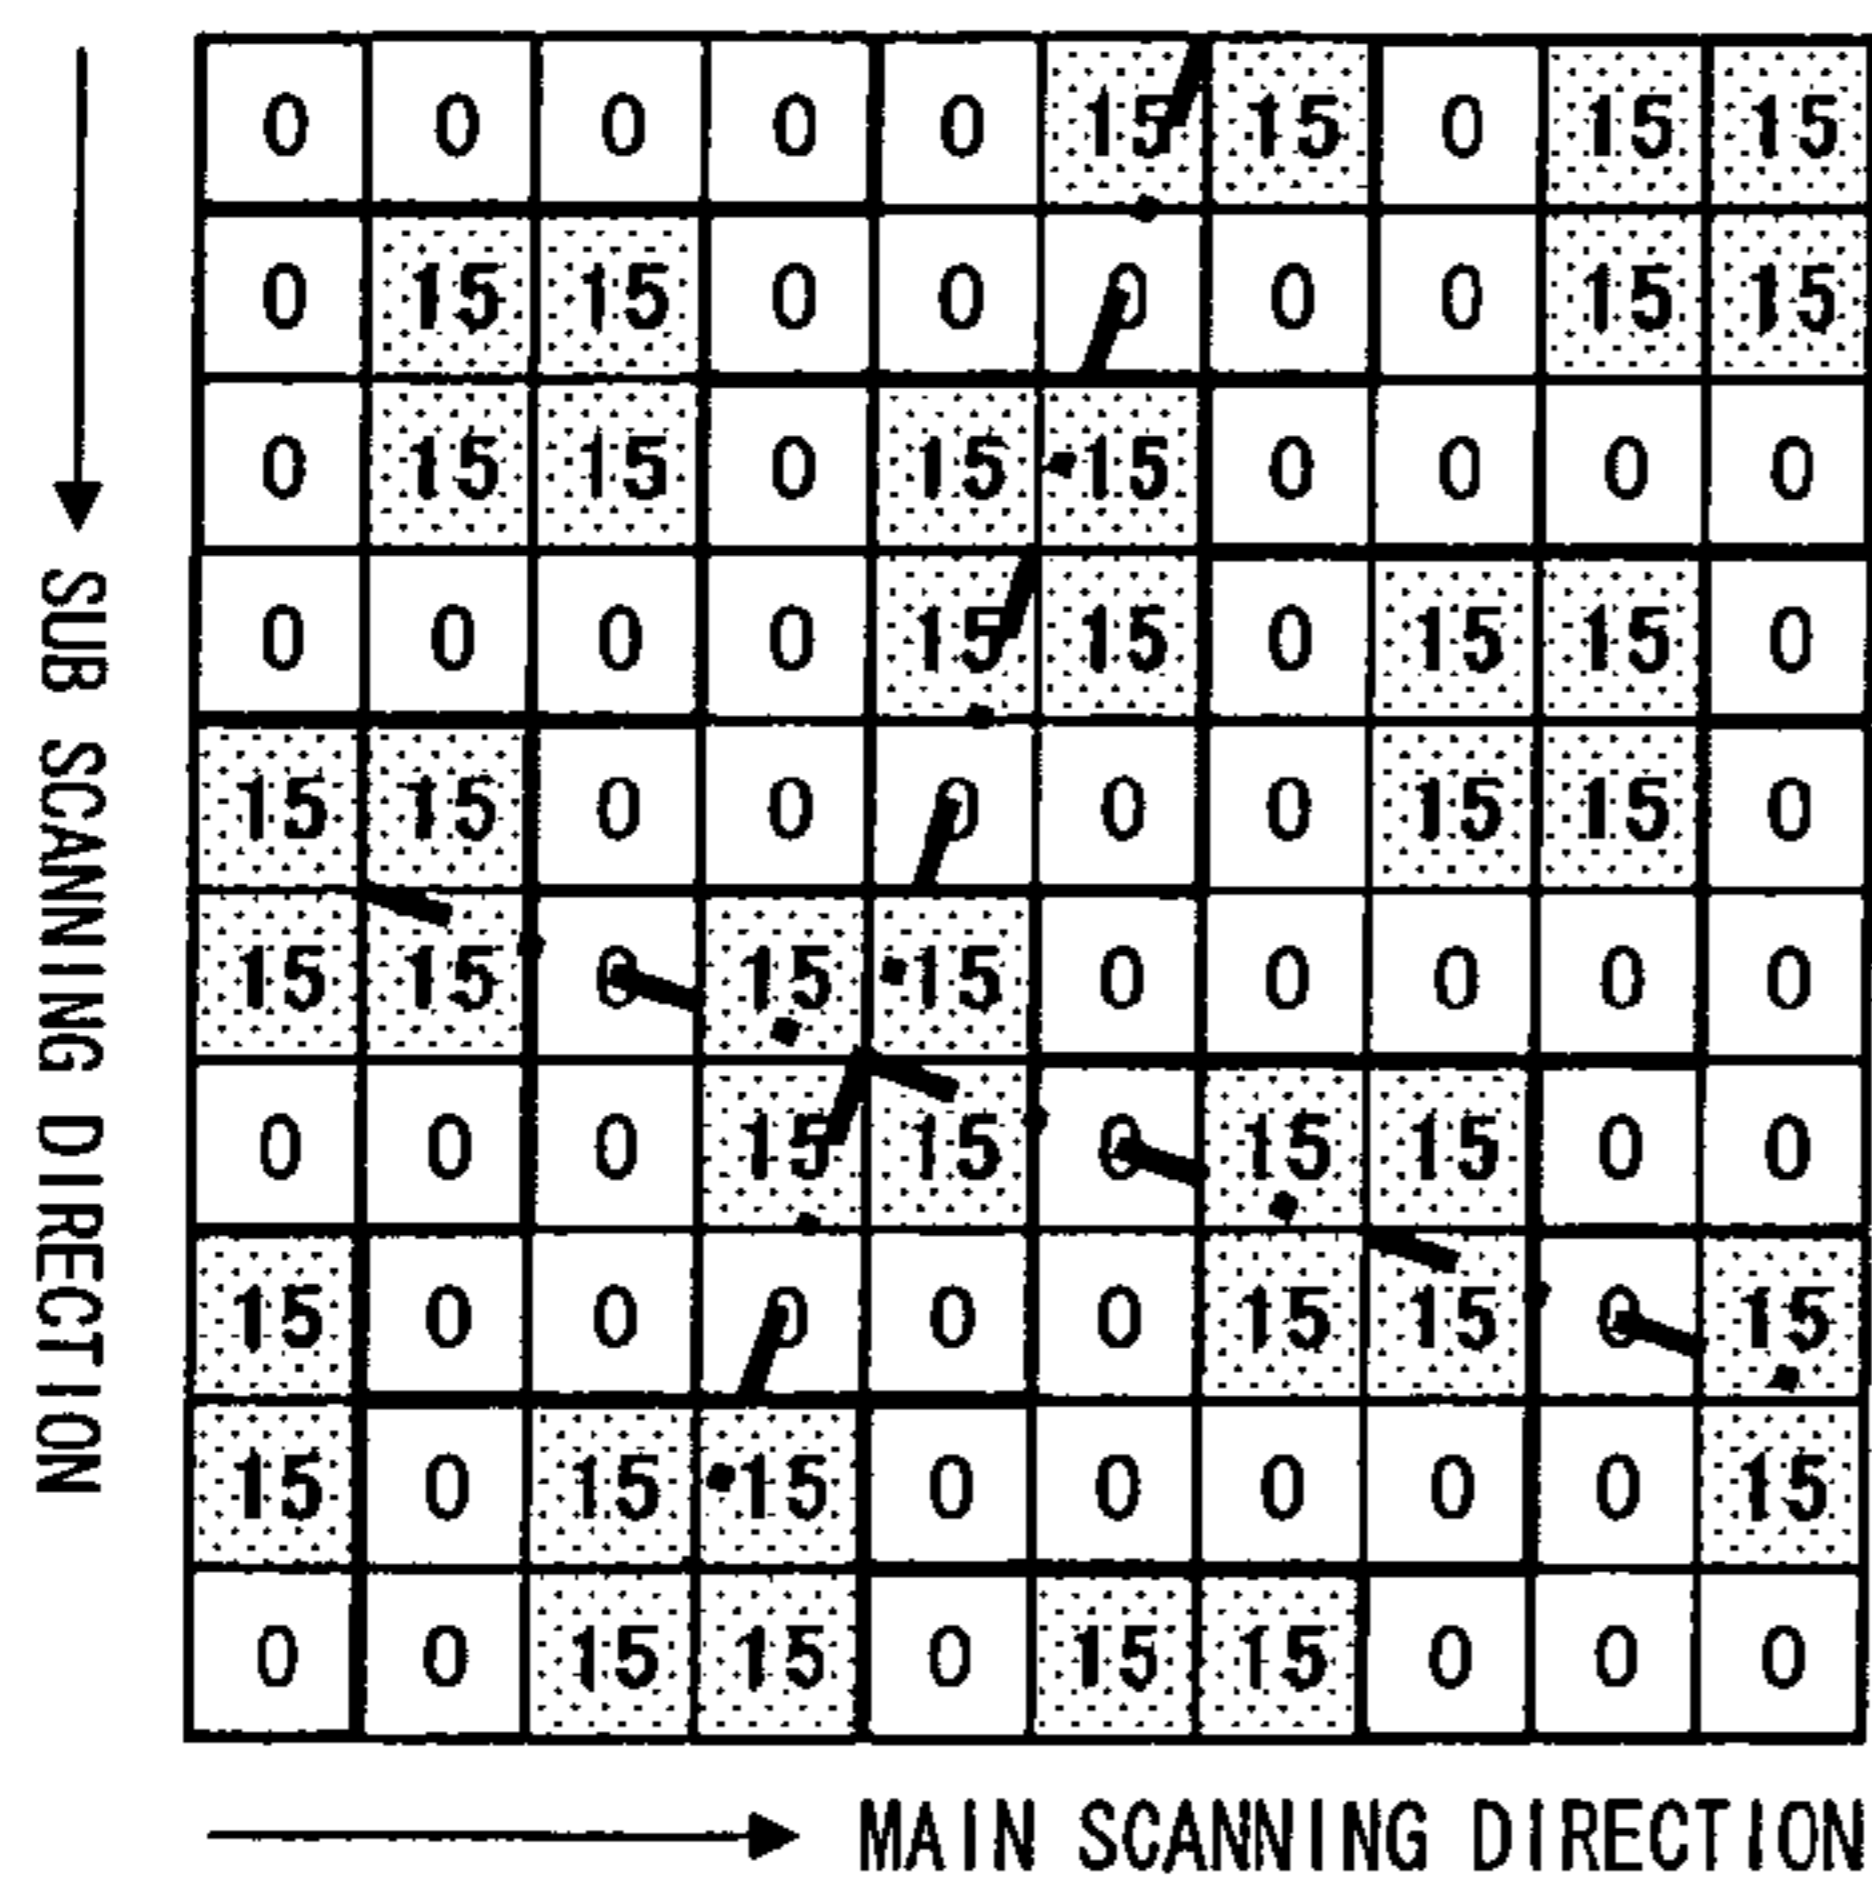 0 0 0 0 0 15 15 0 15 15
0 15 15 0 0 0 0 0 15 15
0 15 15 0 15 15 0 0 0 0
0 0 0 0 15 15 0 15 15 0
15 15 0 0 0 0 0 15 15 0
15 15 0 15 15 0 0 0 0 0
0 0 0 15 15 0 15 15 0 0
15 0 0 0 0 0 15 15 0 15
15 0 15 15 0 0 0 0 0 15
0 0 15 15 0 15 15 0 0 0
SUB SCANNING DIRECTION
MAIN SCANNING DIRECTION